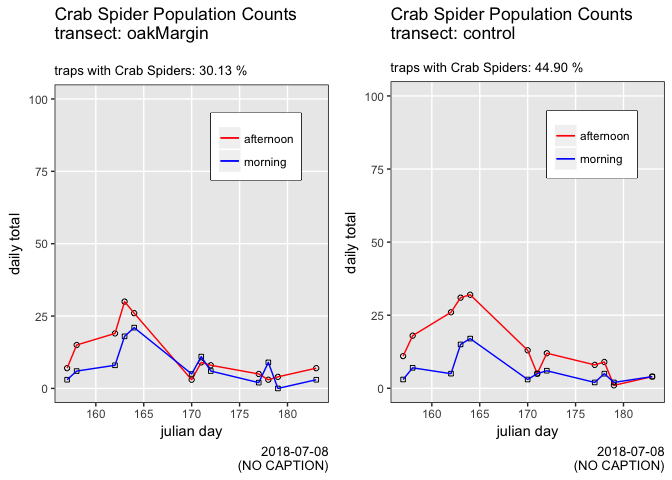 Crab Spider Population Counts
transect: oakMargin
traps with Crab Spiders: 30.13 %
100
75
50
25
0
daily total
afternoon
morning
160
165
170
175
180
julian day
2018-07-08
(NO CAPTION)
Crab Spider Population Counts
transect: control
traps with Crab Spiders: 44.90 %
100
75
50
25
0
daily total
afternoon
morning
160
165
170
175
180
julian day
2018-07-08
(NO CAPTION)